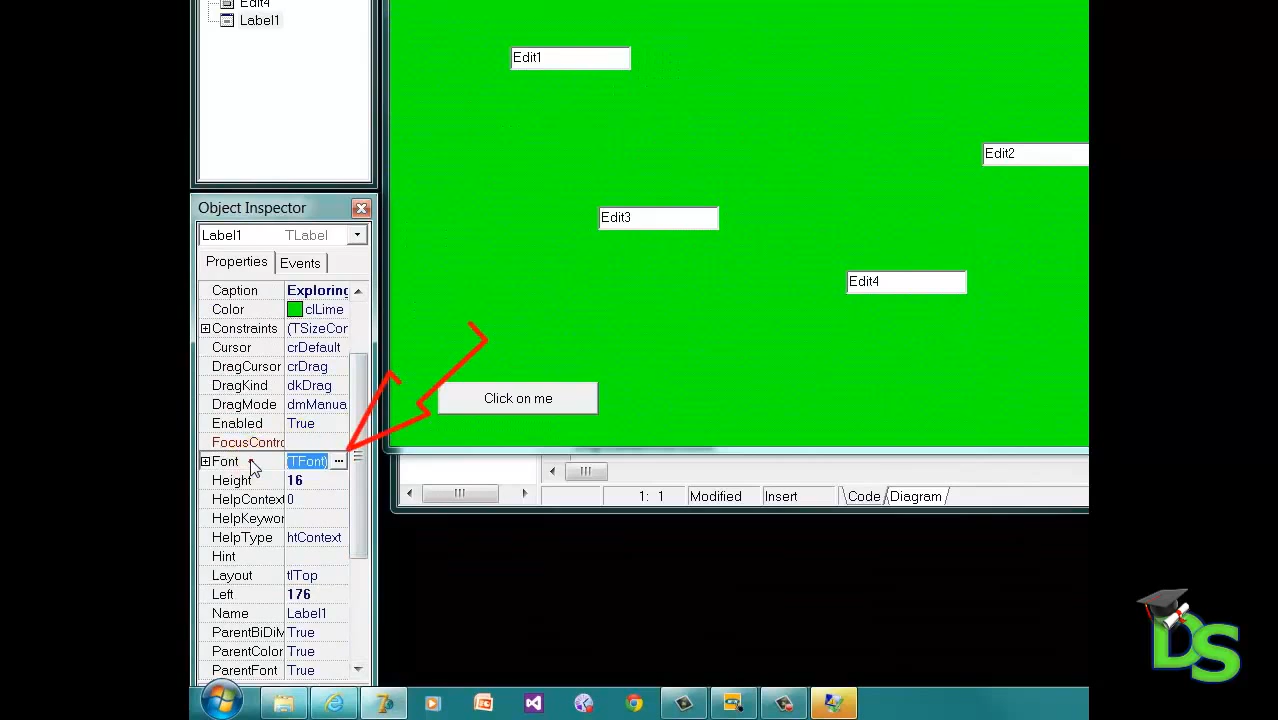 Edit4
Label1
Edit1
Edit2
Edit3
Edit4
Click on me
Object Inspector
Label1 TLabel
Properties Events
Caption Exploring
Color clLime
Constraints (TSizeCor
Cursor crDefault
DragCursor crDrag
DragKind dkDrag
DragMode dmManua
Enabled True
FocusContro
Font (TFont) ...
Height 16
HelpContext 0
HelpKeywor
HelpType htContext
Hint
Layout tlTop
Left 176
Name Label1
ParentBiDiM True
ParentColor True
ParentFont True
1: 1 Modified Insert Code Diagram
DS